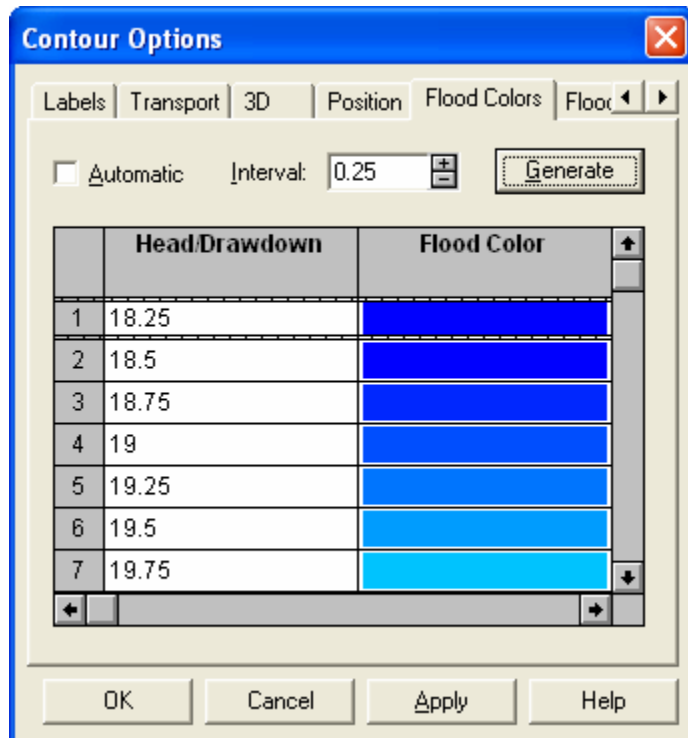 Contour Options
Labels Transport 3D Position Flood Colors Flood
Automatic Interval: 0.25 Generate
Head/Drawdown Flood Color
1 18.25
2 18.5
3 18.75
4 19
5 19.25
6 19.5
7 19.75
OK Cancel Apply Help